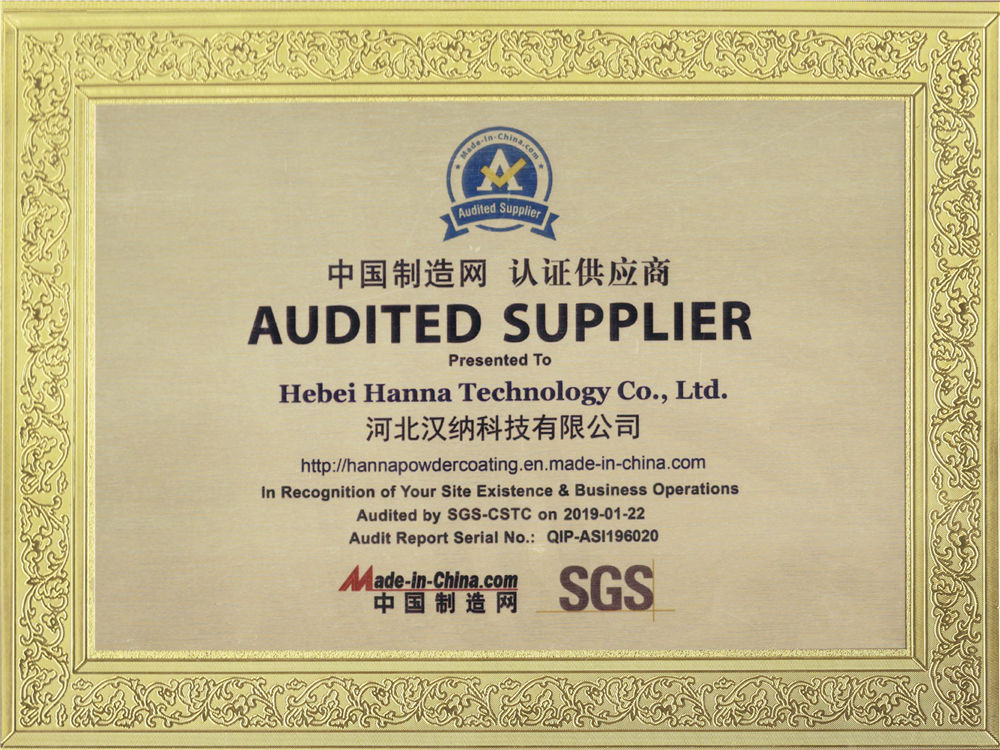 Made-in-China.com
A
Audited Supplier
中国制造网 认证供应商
AUDITED SUPPLIER
Presented To
Hebei Hanna Technology Co., Ltd.
河北汉纳科技有限公司
http://hannapowdercoating.en.made-in-china.com
In Recognition of Your Site Existence & Business Operations
Audited by SGS-CSTC on 2019-01-22
Audit Report Serial No.: QIP-ASI196020
Made-in-China.com
中国制造网
SGS